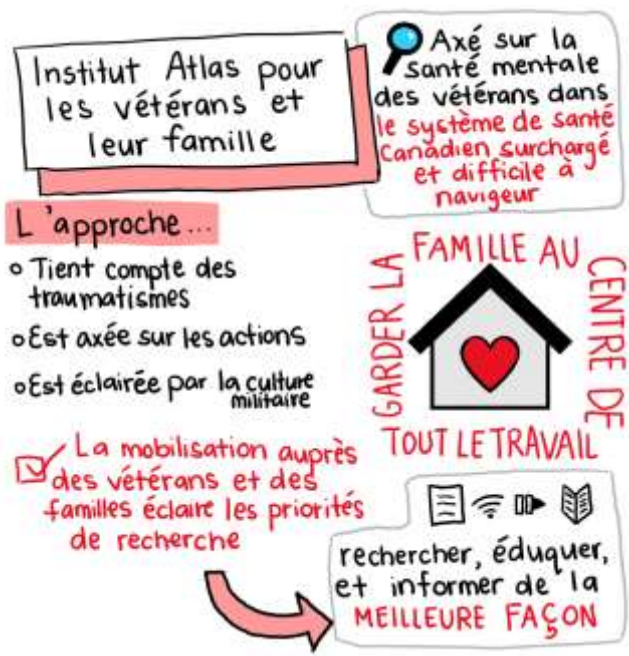 Institut Atlas pour
les vétérans et
leur famille
Axé sur la
santé mentale
des vétérans dans
le système de santé
Canadien surchargé
et difficile à
navigeur
L'approche...
Tient compte des
traumatismes
Est axée sur les actions
Est éclairée par la culture
militaire
GARDER LA
FAMILLE AU
CENTRE DE
TOUT LE TRAVAIL
La mobilisation auprès
des vétérans et des
familles éclaire les priorités
de recherche
rechercher, éduquer,
et informer de la
MEILLEURE FAÇON